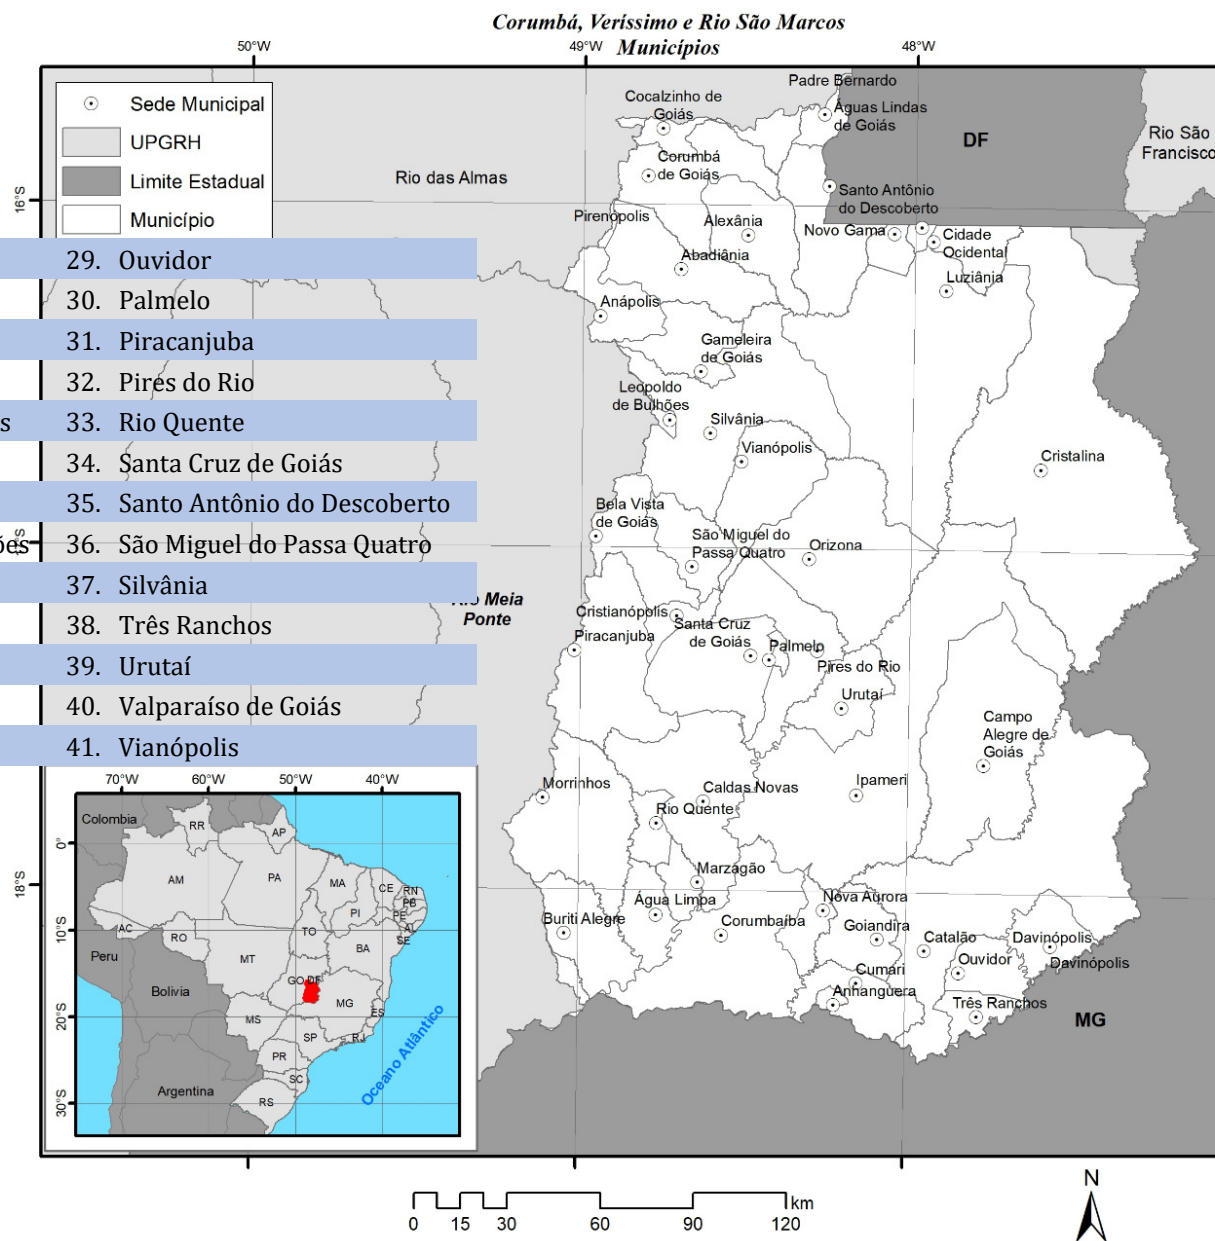 Corumbá, Veríssimo e Rio São Marcos
Municípios
50°W
49°W
48°W
Sede Municipal
UPGRH
Limite Estadual
Município
16°S
18°S
Padre Bernardo
Cocalzinho de
Goiás
Águas Lindas
de Goiás
DF
Rio São
Francisco
Corumbá
de Goiás
Rio das Almas
Santo Antônio
do Descoberto
Pirenópolis
Alexânia
Novo Gama
Cidade
Ocidental
Abadiânia
Luziânia
Anápolis
Gameleira
de Goiás
Leopoldo
de Bulhões
Silvânia
Vianópolis
Cristalina
Bela Vista
de Goiás
São Miguel do
Passa Quatro
Orizona
Meia
Ponte
Cristianópolis
Santa Cruz
de Goiás
Piracanjuba
Palmelo
Pires do Rio
Urutaí
Campo
Alegre de
Goiás
Morrinhos
Caldas Novas
Ipameri
Rio Quente
Marzagão
Água Limpa
Nova Aurora
Buriti Alegre
Corumbaíba
Goiandira
Catalão
Davinópolis
Ouvidor
Davinópolis
Cumari
Anhanguera
Três Ranchos
MG
29. Ouvidor
30. Palmelo
31. Piracanjuba
32. Pires do Rio
s 33. Rio Quente
34. Santa Cruz de Goiás
35. Santo Antônio do Descoberto
ões 36. São Miguel do Passa Quatro
37. Silvânia
38. Três Ranchos
39. Urutaí
40. Valparaíso de Goiás
41. Vianópolis
70°W 60°W 50°W 40°W
0°
10°S
20°S
30°S
Colombia
RR
AP
AM
PA
MA
CE
RN
PB
PI
PE
AC
AL
SE
RO
TO
BA
Peru
MT
GO
DF
Bolivia
MG
ES
MS
SP
RJ
PR
SC
Argentina
RS
Oceano Atlântico
km
0 15 30 60 90 120
N